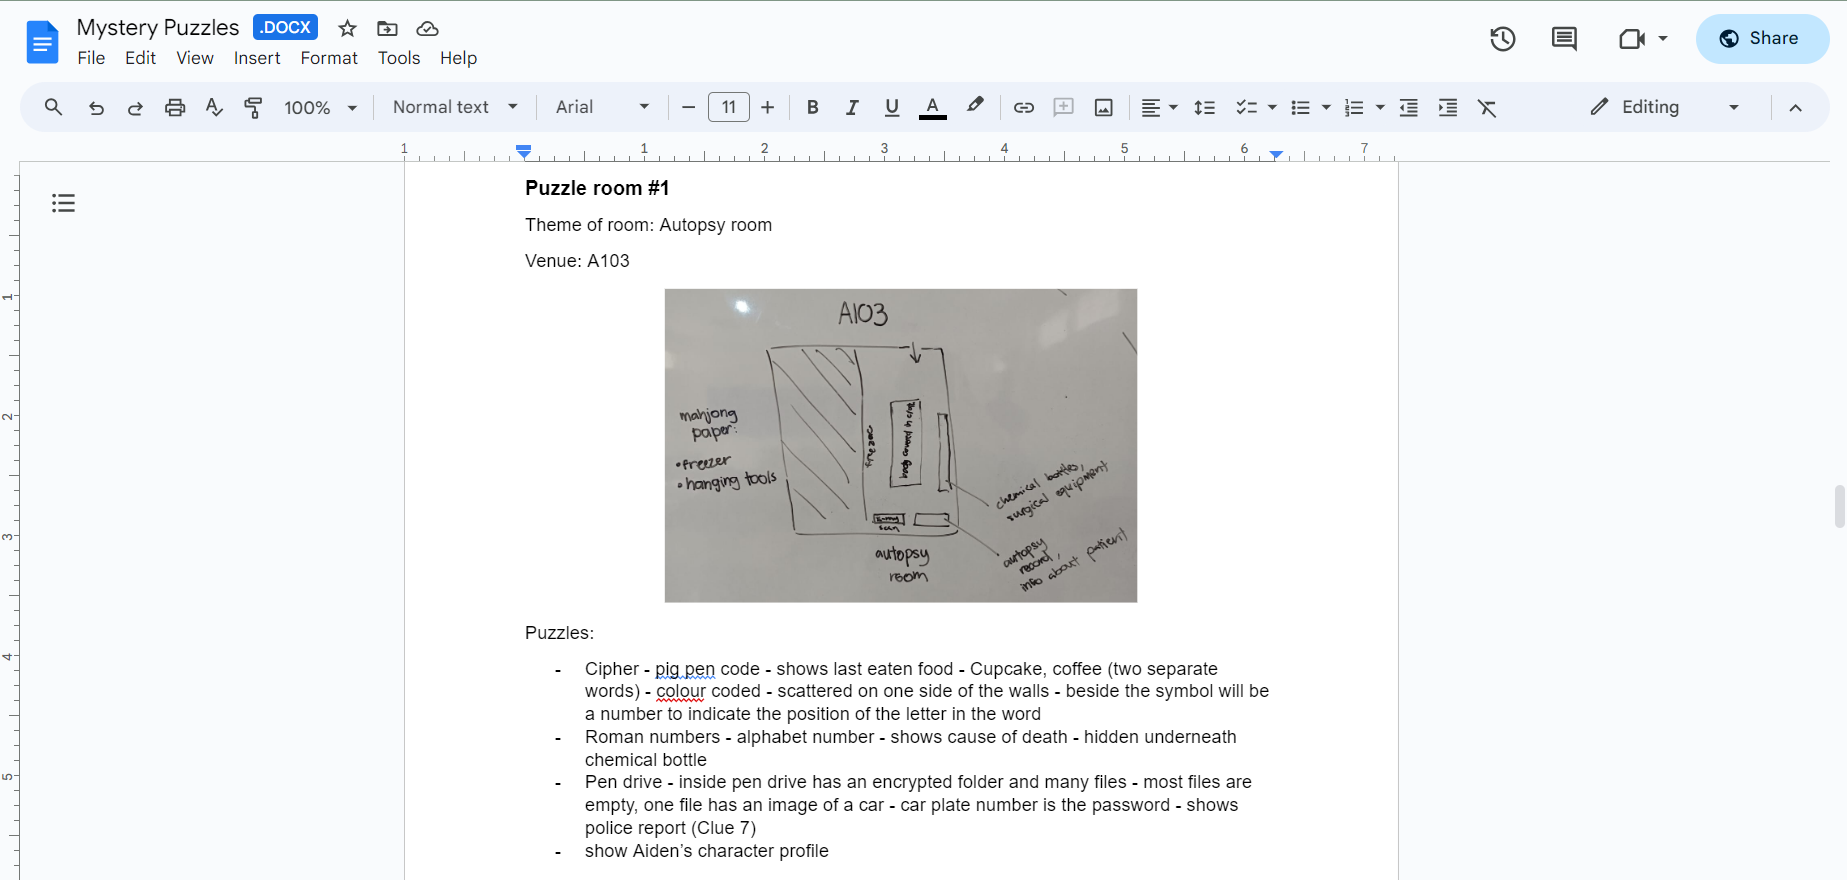 Mystery Puzzles .DOCX
File Edit View Insert Format Tools Help
Share
100% Normal text Arial 11 B I U A Editing
1 1 2 3 4 5 6 7
Puzzle room #1
Theme of room: Autopsy room
Venue: A103
A103
mahjong
paper:
•freezer
•hanging tools
freezer
chemical bottles,
surgical equipment
scan
autopsy
room
autopsy
record,
info about patient
Puzzles:
- Cipher - pig pen code - shows last eaten food - Cupcake, coffee (two separate
words) - colour coded - scattered on one side of the walls - beside the symbol will be
a number to indicate the position of the letter in the word
- Roman numbers - alphabet number - shows cause of death - hidden underneath
chemical bottle
- Pen drive - inside pen drive has an encrypted folder and many files - most files are
empty, one file has an image of a car - car plate number is the password - shows
police report (Clue 7)
- show Aiden’s character profile
1
2
3
4
5